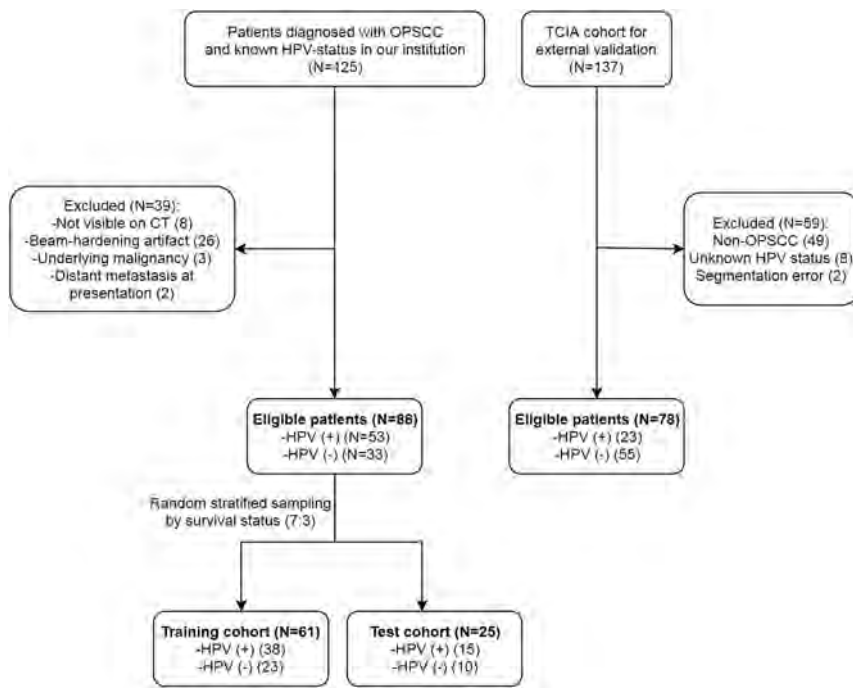 Patients diagnosed with OPSCC
and known HPV-status in our
institution
(N=125)
TCIA cohort for
external validation
(N=137)
Excluded (N=39):
-Not visible on CT (8)
-Beam-hardening artifact (26)
-Underlying malignancy (3)
-Distant metastasis at
presentation (2)
Excluded (N=59):
Non-OPSCC (49)
Unknown HPV status (8)
Segmentation error (2)
Eligible patients (N=86)
-HPV (+) (N=53)
-HPV (-) (N=33)
Eligible patients (N=78)
-HPV (+) (23)
-HPV (-) (55)
Random stratified sampling
by survival status (7:3)
Training cohort (N=61)
-HPV (+) (38)
-HPV (-) (23)
Test cohort (N=25)
-HPV (+) (15)
-HPV (-) (10)